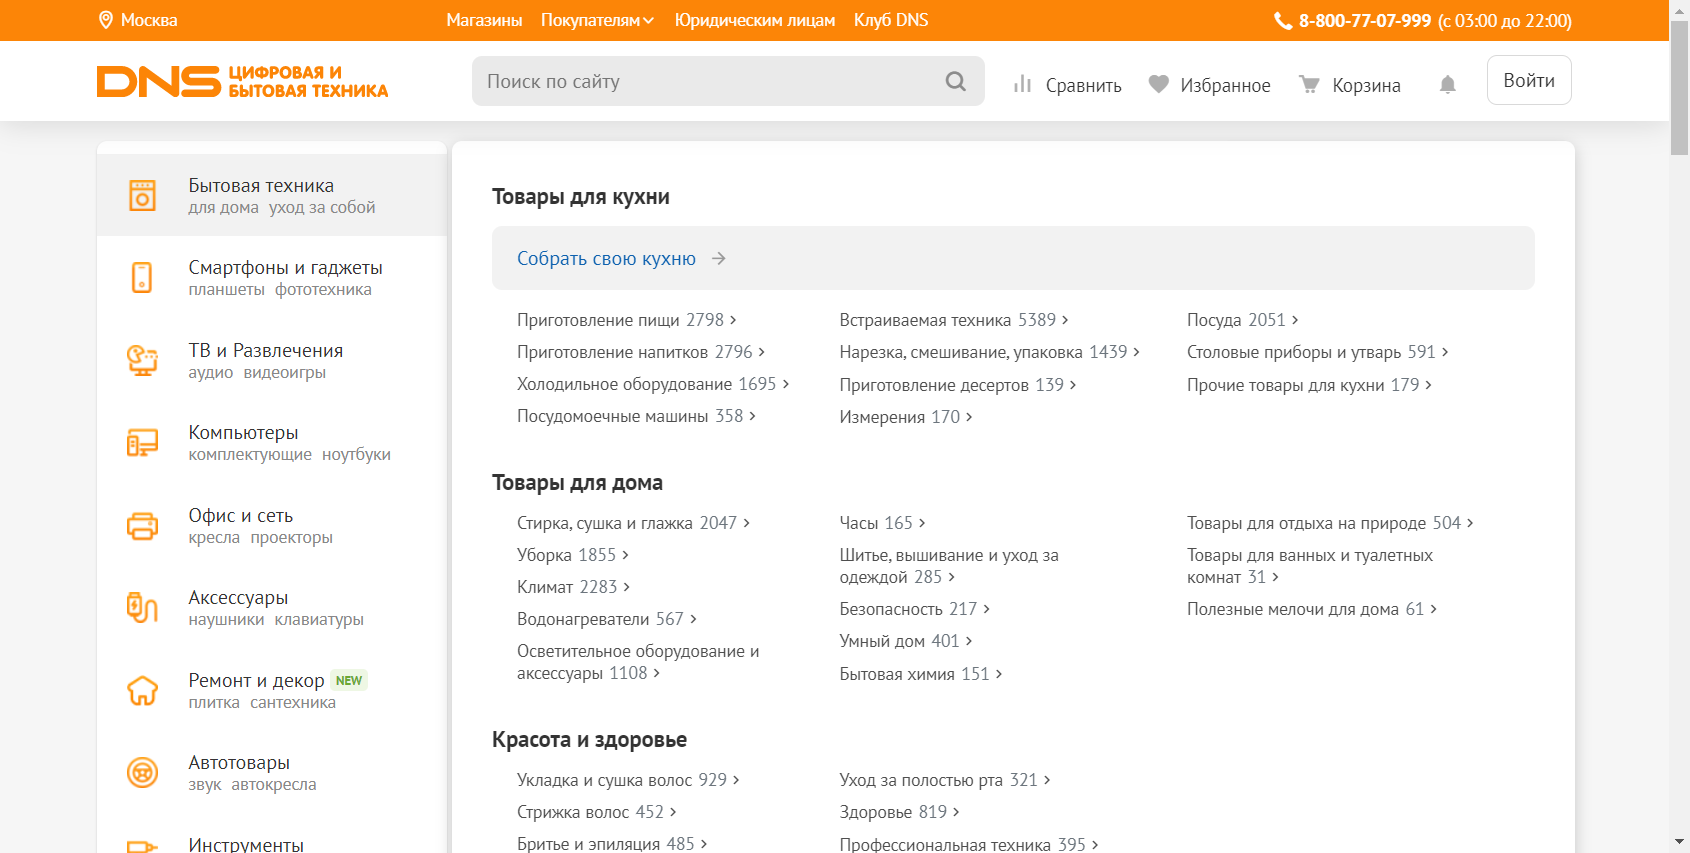 Москва
Магазины Покупателям Юридическим лицам Клуб DNS
8-800-77-07-999 (с 03:00 до 22:00)
DNS ЦИФРОВАЯ И
БЫТОВАЯ ТЕХНИКА
Поиск по сайту
Сравнить Избранное Корзина Войти
Бытовая техника
для дома уход за собой
Смартфоны и гаджеты
планшеты фототехника
ТВ и Развлечения
аудио видеоигры
Компьютеры
комплектующие ноутбуки
Офис и сеть
кресла проекторы
Аксессуары
наушники клавиатуры
Ремонт и декор NEW
плитка сантехника
Автотовары
звук автокресла
Инструменты
Товары для кухни
Собрать свою кухню
Приготовление пищи 2798
Приготовление напитков 2796
Холодильное оборудование 1695
Посудомоечные машины 358
Встраиваемая техника 5389
Нарезка, смешивание, упаковка 1439
Приготовление десертов 139
Измерения 170
Посуда 2051
Столовые приборы и утварь 591
Прочие товары для кухни 179
Товары для дома
Стирка, сушка и глажка 2047
Уборка 1855
Климат 2283
Водонагреватели 567
Осветительное оборудование и
аксессуары 1108
Часы 165
Шитье, вышивание и уход за
одеждой 285
Безопасность 217
Умный дом 401
Бытовая химия 151
Товары для отдыха на природе 504
Товары для ванных и туалетных
комнат 31
Полезные мелочи для дома 61
Красота и здоровье
Укладка и сушка волос 929
Стрижка волос 452
Бритье и эпиляция 485
Уход за полостью рта 321
Здоровье 819
Профессиональная техника 395